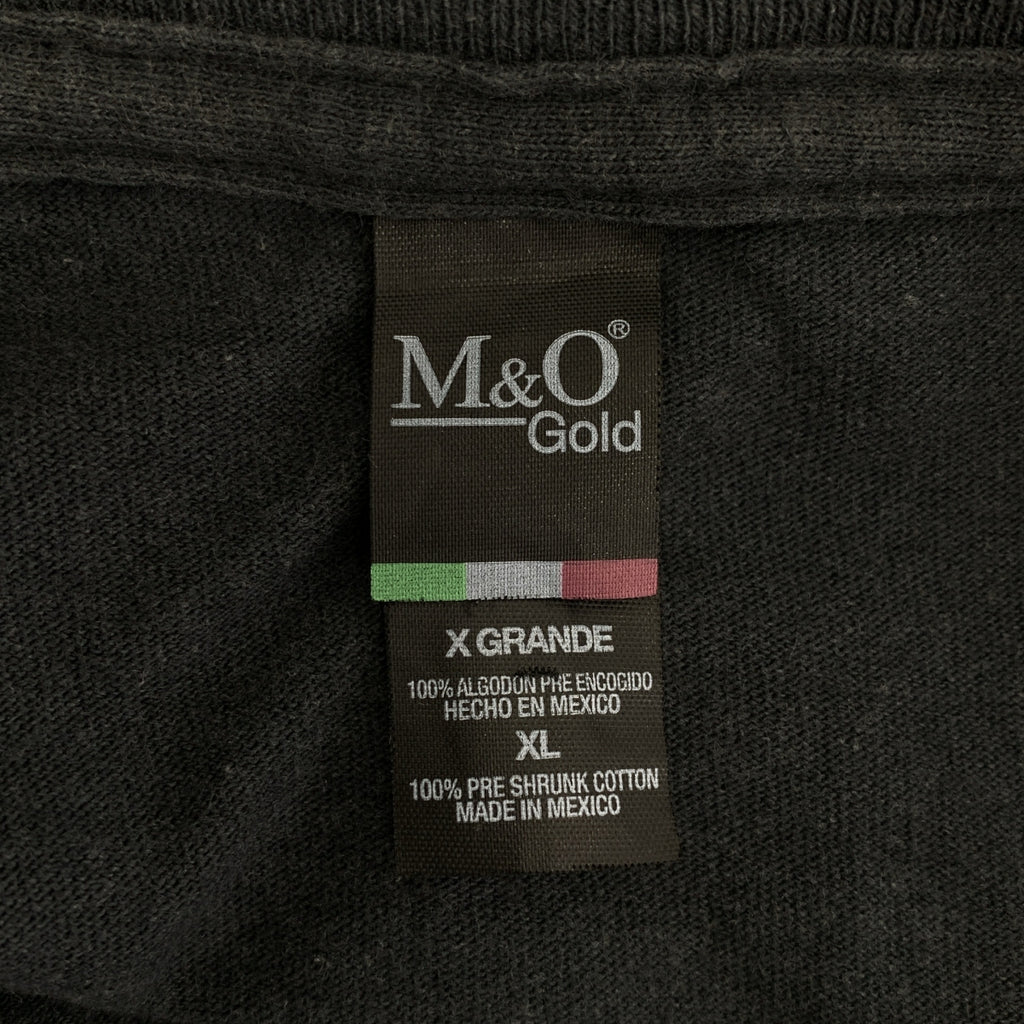 M&O®
Gold
X GRANDE
100% ALGODON PRE ENCOGIDO
HECHO EN MEXICO
XL
100% PRE SHRUNK COTTON
MADE IN MEXICO